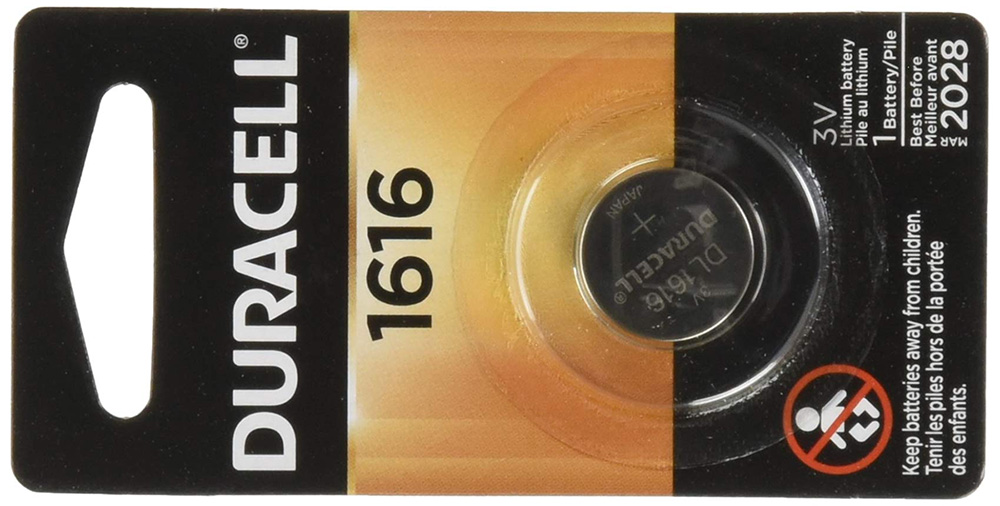 DURACELL®
1616
JAPAN
+
DURACELL®
DL1616
3V
3V
Lithium battery
Pile au lithium
1 Battery/Pile
Best Before
Meilleur avant
MAR 2028
Keep batteries away from children.
Tenir les piles hors de la portée
des enfants.